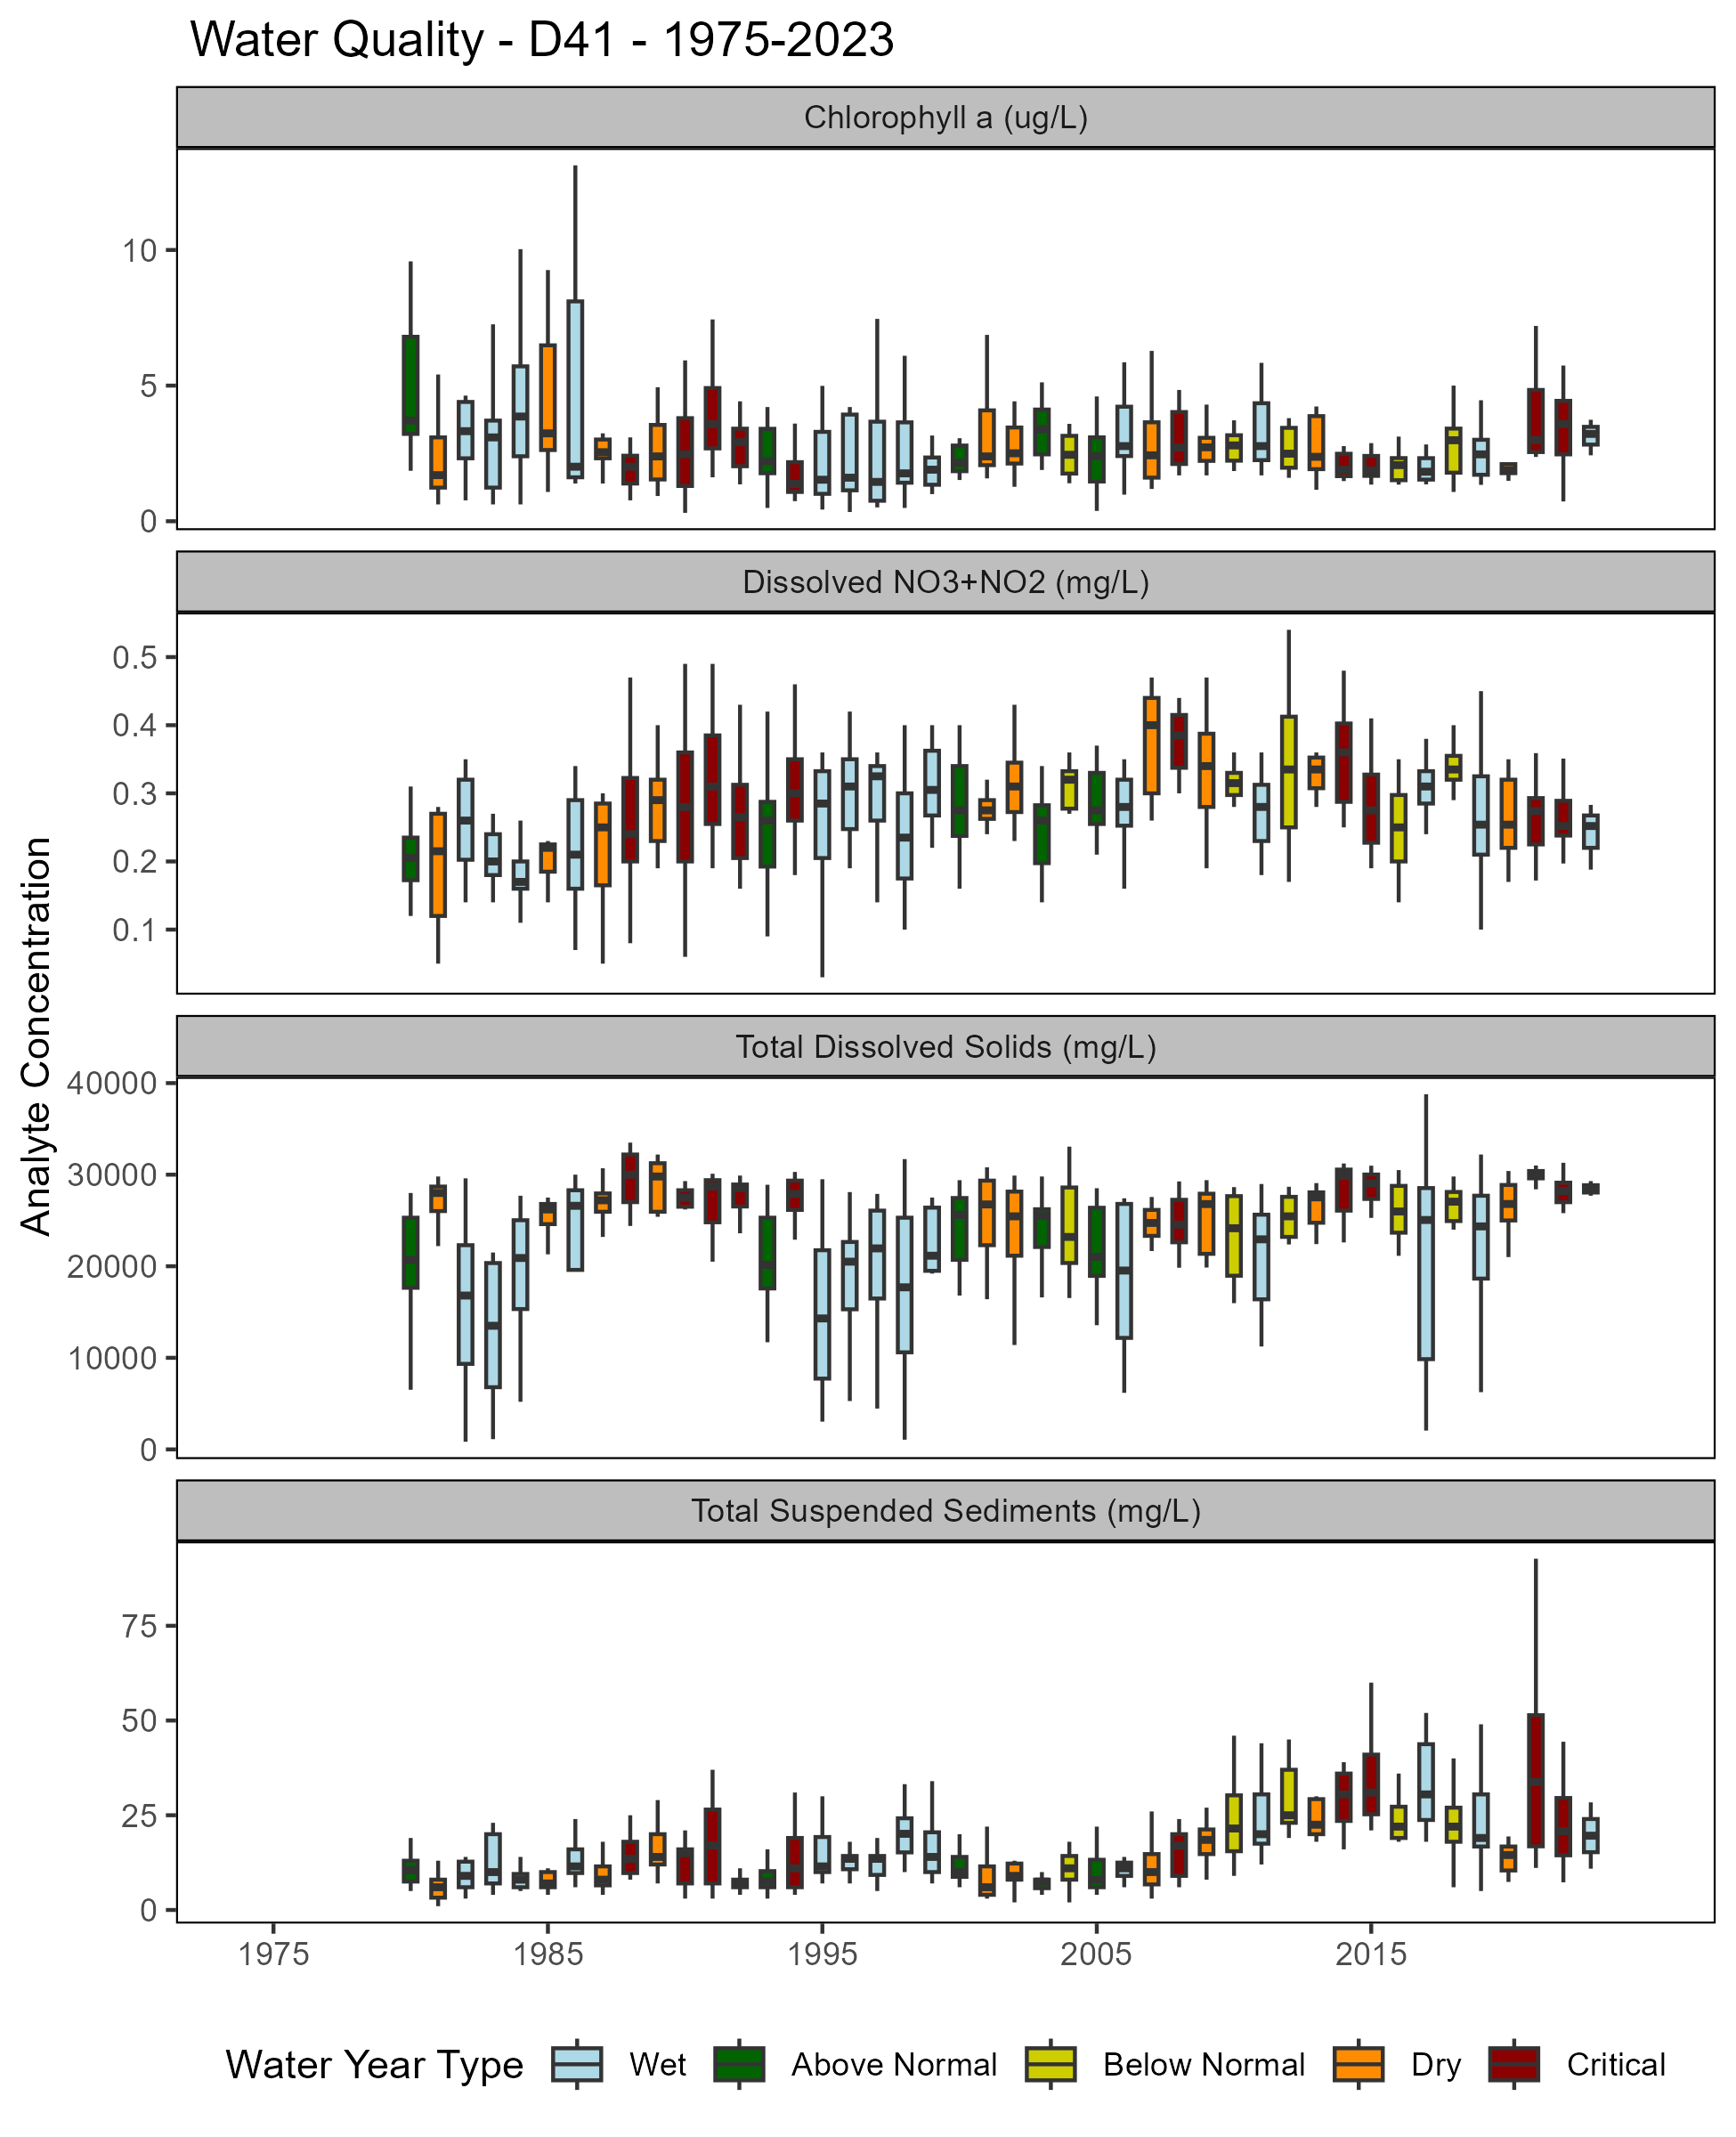 Water Quality - D41 - 1975-2023
Chlorophyll a (ug/L)
10
5
0
Dissolved NO3+NO2 (mg/L)
0.5
0.4
0.3
0.2
0.1
Analyte Concentration
Total Dissolved Solids (mg/L)
40000
30000
20000
10000
0
Total Suspended Sediments (mg/L)
75
50
25
0
1975 1985 1995 2005 2015
Water Year Type Wet Above Normal Below Normal Dry Critical